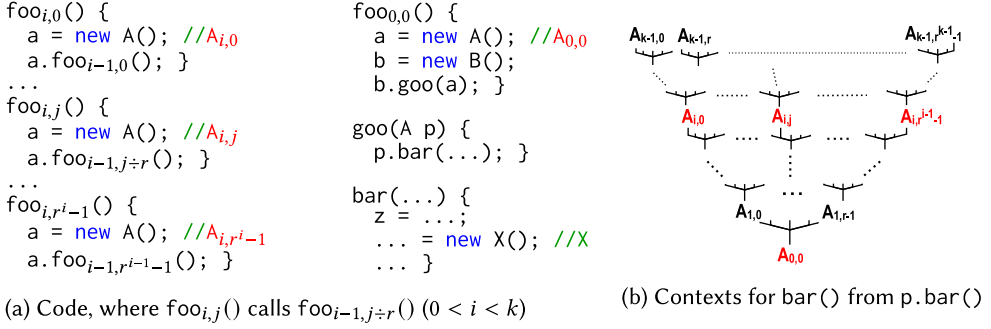 foo_{i,0}() {
  a = new A(); //A_{i,0}
  a.foo_{i−1,0}(); }
...
foo_{i,j}() {
  a = new A(); //A_{i,j}
  a.foo_{i−1,j÷r}(); }
...
foo_{i,r^i−1}() {
  a = new A(); //A_{i,r^i−1}
  a.foo_{i−1,r^{i−1}−1}(); }
foo_{0,0}() {
  a = new A(); //A_{0,0}
  b = new B();
  b.goo(a); }
goo(A p) {
  p.bar(...); }
bar(...) {
  z = ...;
  ... = new X(); //X
  ... }
(a) Code, where foo_{i,j}() calls foo_{i−1,j÷r}() (0 < i < k)
A_{k-1,0} A_{k-1,r} A_{k-1,r^{k-1}-1}
A_{i,0} A_{i,j} A_{i,r^{i-1}-1}
...
A_{1,0} A_{1,r-1}
A_{0,0}
(b) Contexts for bar() from p.bar()